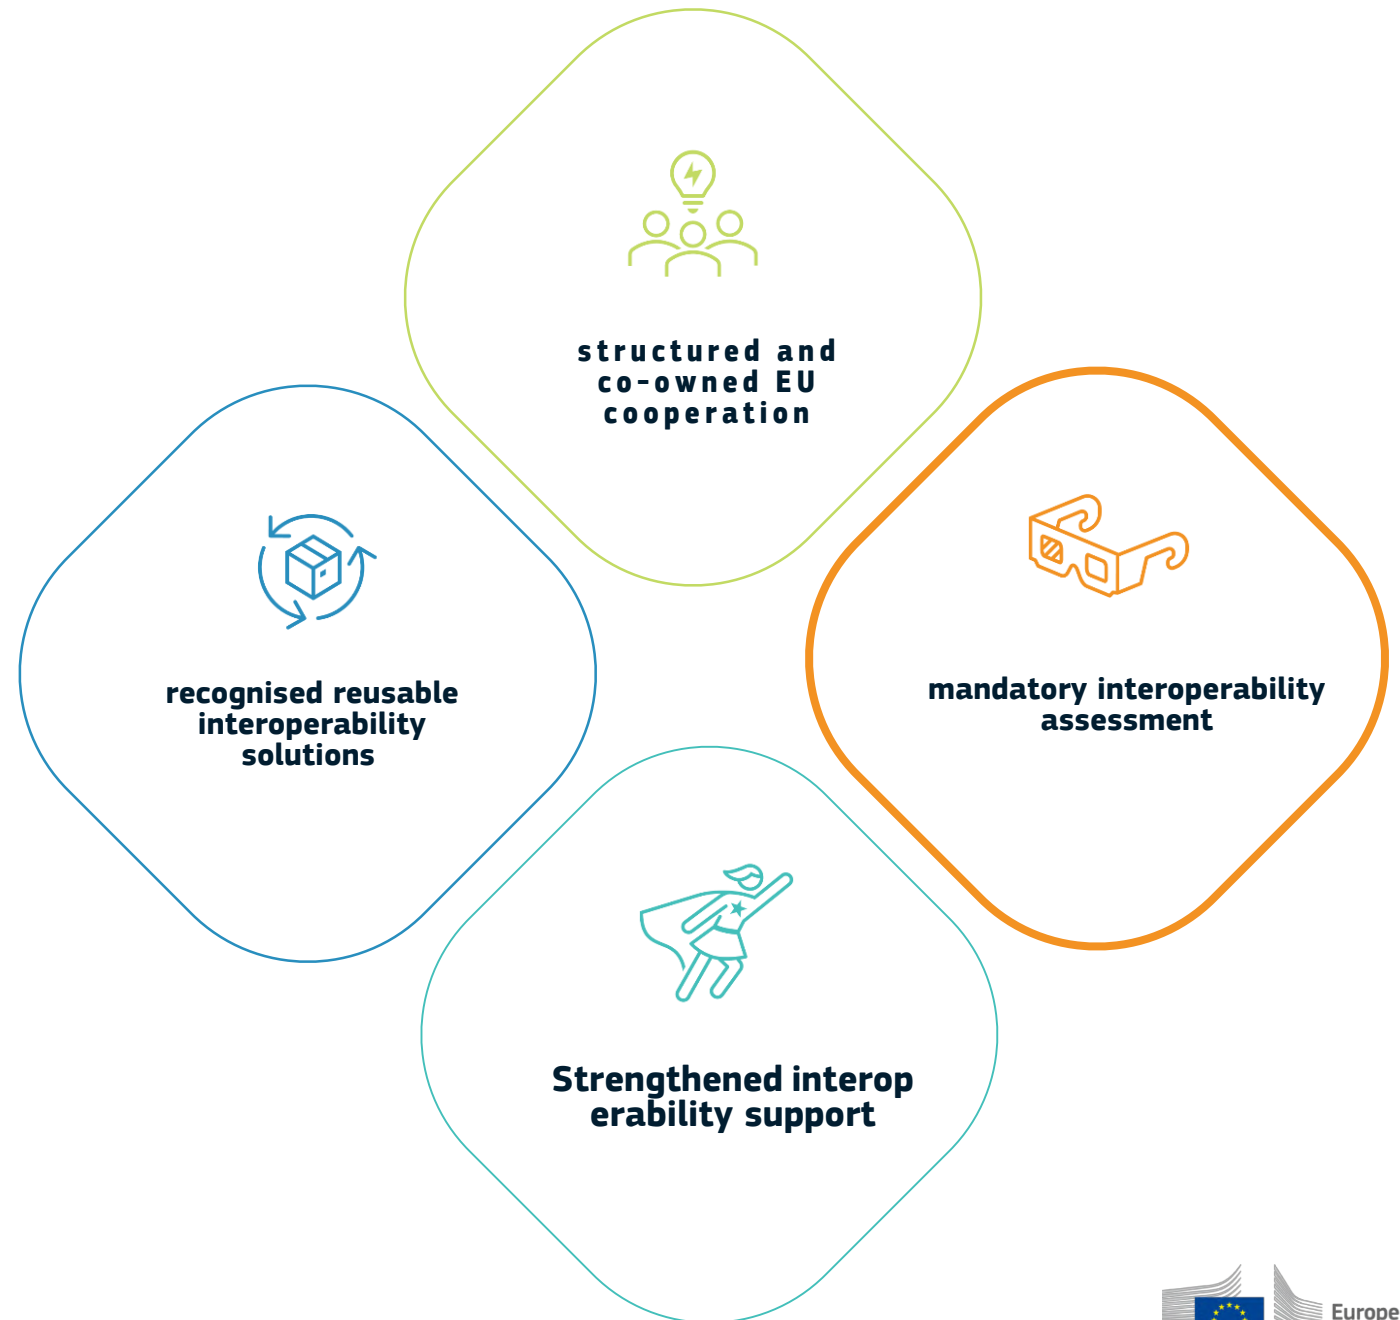 structured and
co-owned EU
cooperation
recognised reusable
interoperability
solutions
mandatory interoperability
assessment
Strengthened interop
erability support
Europe